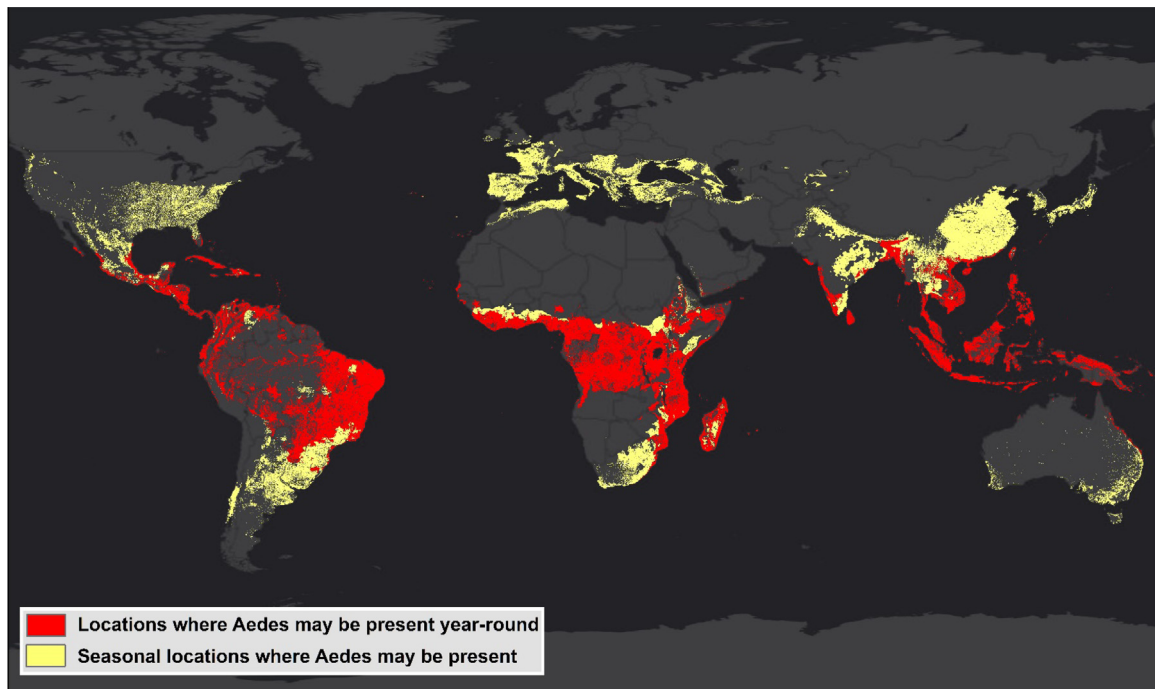 Locations where Aedes may be present year-round
Seasonal locations where Aedes may be present